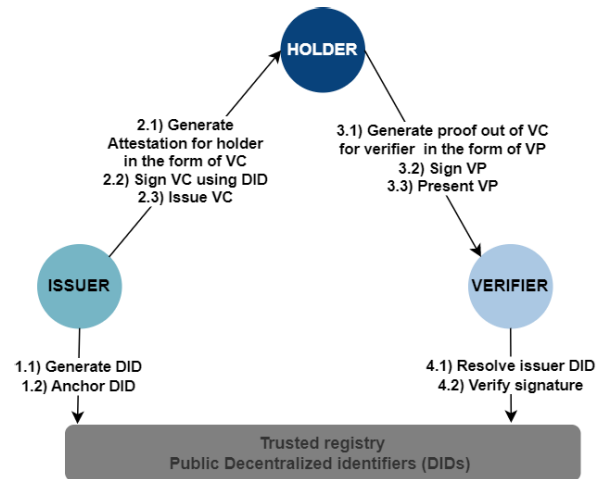 HOLDER
2.1) Generate
Attestation for holder
in the form of VC
2.2) Sign VC using DID
2.3) Issue VC
3.1) Generate proof out of VC
for verifier in the form of VP
3.2) Sign VP
3.3) Present VP
ISSUER
VERIFIER
1.1) Generate DID
1.2) Anchor DID
4.1) Resolve issuer DID
4.2) Verify signature
Trusted registry
Public Decentralized identifiers (DIDs)